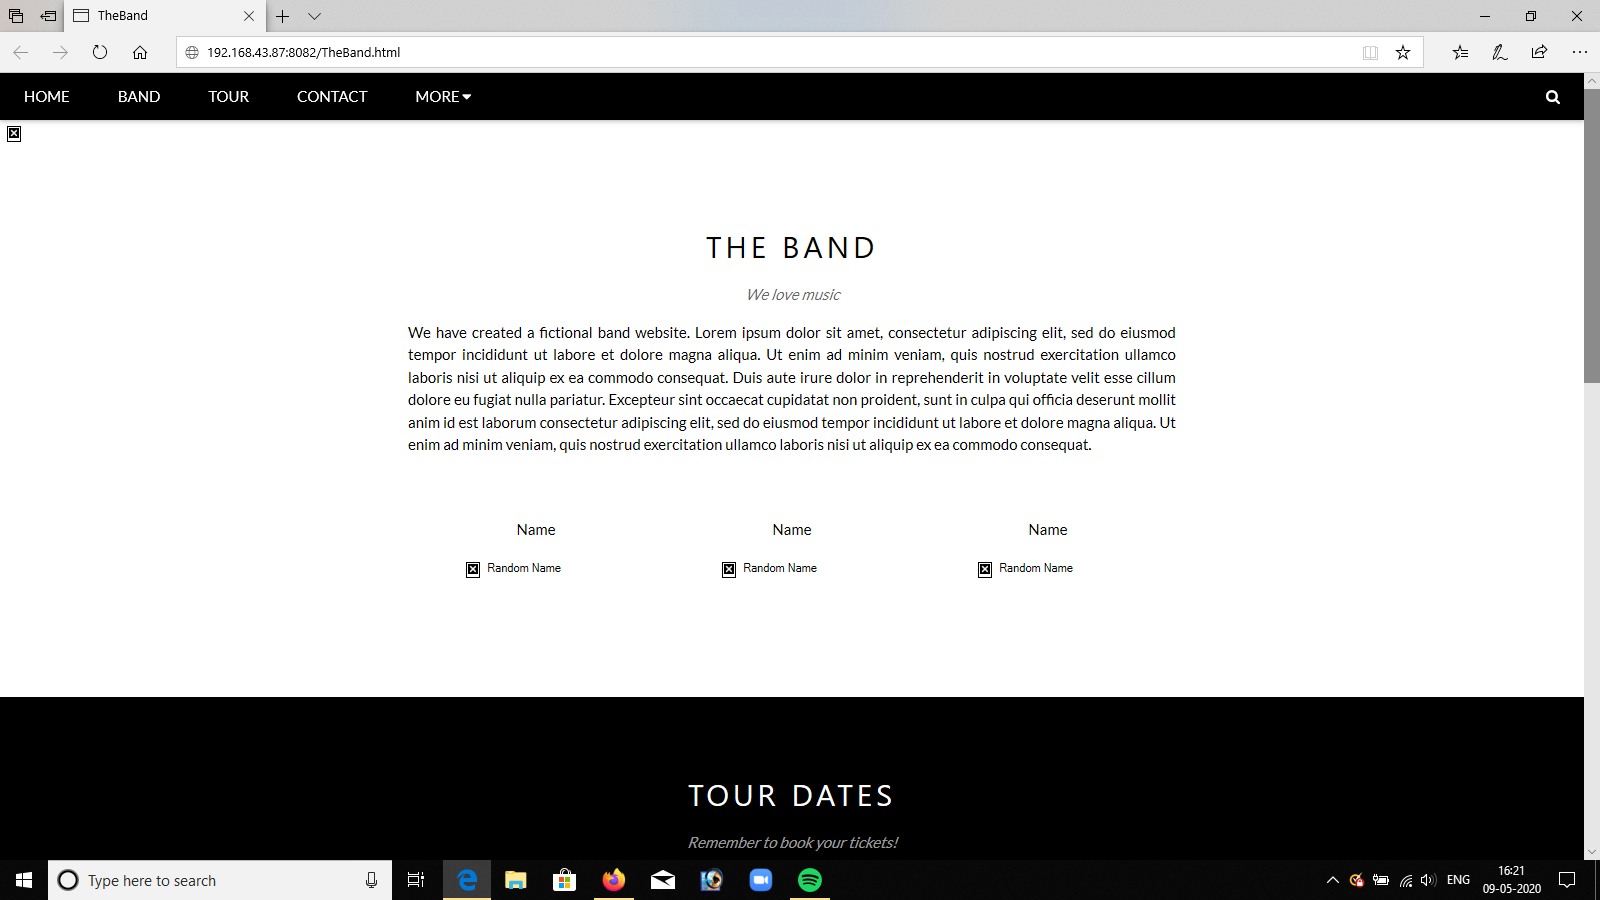 TheBand
192.168.43.87:8082/TheBand.html
HOME BAND TOUR CONTACT MORE
THE BAND
We love music
We have created a fictional band website. Lorem ipsum dolor sit amet, consectetur adipiscing elit, sed do eiusmod
tempor incididunt ut labore et dolore magna aliqua. Ut enim ad minim veniam, quis nostrud exercitation ullamco
laboris nisi ut aliquip ex ea commodo consequat. Duis aute irure dolor in reprehenderit in voluptate velit esse cillum
dolore eu fugiat nulla pariatur. Excepteur sint occaecat cupidatat non proident, sunt in culpa qui officia deserunt mollit
anim id est laborum consectetur adipiscing elit, sed do eiusmod tempor incididunt ut labore et dolore magna aliqua. Ut
enim ad minim veniam, quis nostrud exercitation ullamco laboris nisi ut aliquip ex ea commodo consequat.
Name Name Name
Random Name Random Name Random Name
TOUR DATES
Remember to book your tickets!
Type here to search
ENG
16:21
09-05-2020